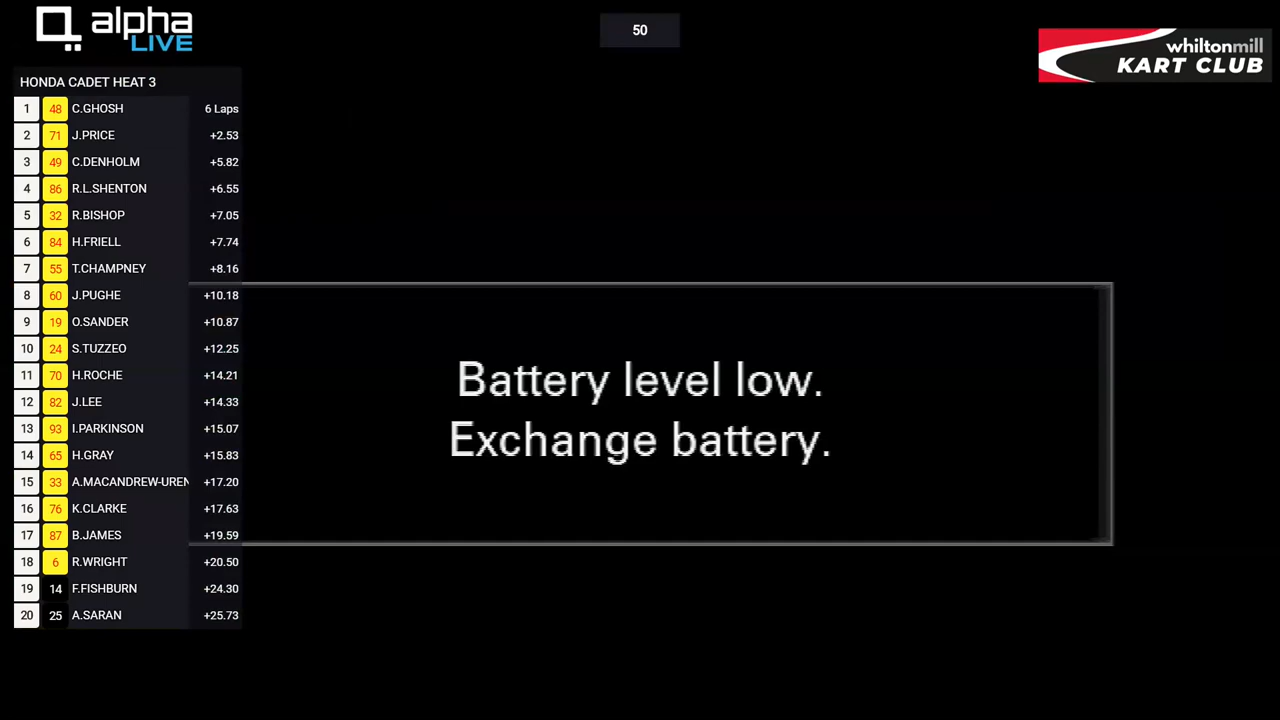 alpha
LIVE
50
whiltonmill
KART CLUB
HONDA CADET HEAT 3
1 48 C.GHOSH 6 Laps
2 71 J.PRICE +2.53
3 49 C.DENHOLM +5.82
4 86 R.L.SHENTON +6.55
5 32 R.BISHOP +7.05
6 84 H.FRIELL +7.74
7 55 T.CHAMPNEY +8.16
8 60 J.PUGHE +10.18
9 19 O.SANDER +10.87
10 24 S.TUZZEO +12.25
11 70 H.ROCHE +14.21
12 82 J.LEE +14.33
13 93 I.PARKINSON +15.07
14 65 H.GRAY +15.83
15 33 A.MACANDREW-UREN +17.20
16 76 K.CLARKE +17.63
17 87 B.JAMES +19.59
18 6 R.WRIGHT +20.50
19 14 F.FISHBURN +24.30
20 25 A.SARAN +25.73
Battery level low.
Exchange battery.